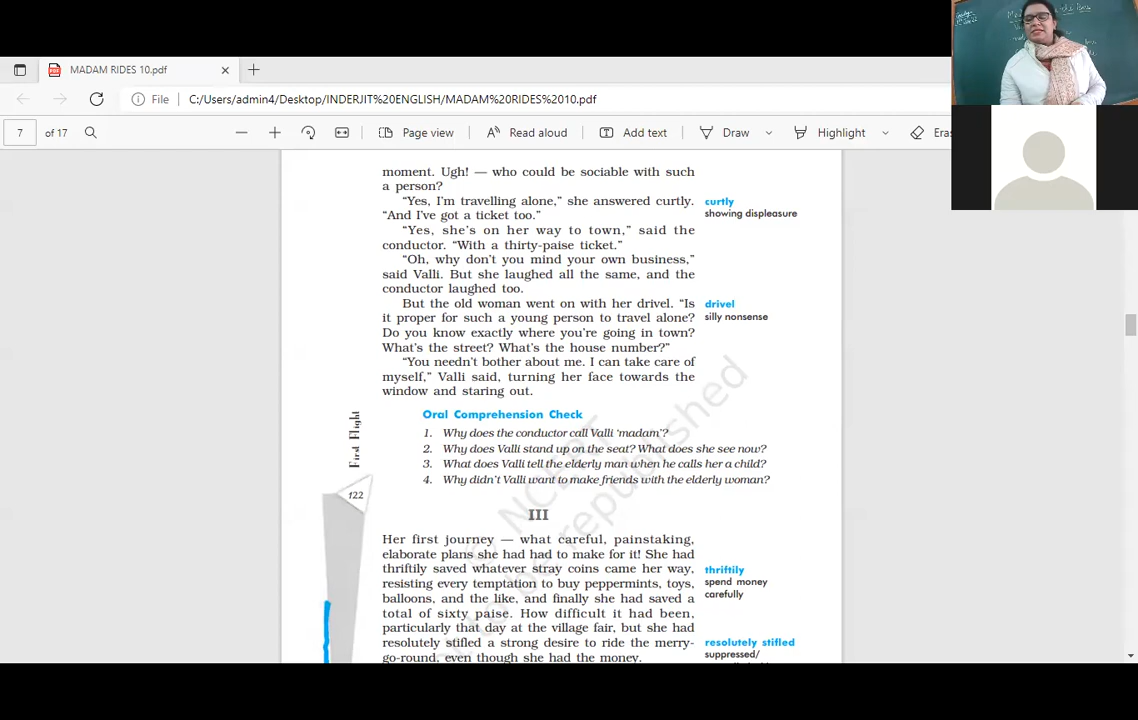 MADAM RIDES 10.pdf
File
C:/Users/admin4/Desktop/INDERJIT%20ENGLISH/MADAM%20RIDES%2010.pdf
7 of 17
Page view
Read aloud
Add text
Draw
Highlight
Eras
moment. Ugh! — who could be sociable with such
a person?
“Yes, I'm travelling alone,” she answered curtly.
“And I've got a ticket too.”
curtly
showing displeasure
“Yes, she's on her way to town,” said the
conductor. “With a thirty-paise ticket.”
“Oh, why don't you mind your own business,”
said Valli. But she laughed all the same, and the
conductor laughed too.
But the old woman went on with her drivel. “Is
it proper for such a young person to travel alone?
Do you know exactly where you're going in town?
What's the street? What's the house number?”
drivel
silly nonsense
“You needn't bother about me. I can take care of
myself,” Valli said, turning her face towards the
window and staring out.
Oral Comprehension Check
1. Why does the conductor call Valli ‘madam’?
2. Why does Valli stand up on the seat? What does she see now?
3. What does Valli tell the elderly man when he calls her a child?
4. Why didn't Valli want to make friends with the elderly woman?
First Flight
122
III
Her first journey — what careful, painstaking,
elaborate plans she had had to make for it! She had
thriftily saved whatever stray coins came her way,
resisting every temptation to buy peppermints, toys,
balloons, and the like, and finally she had saved a
total of sixty paise. How difficult it had been,
particularly that day at the village fair, but she had
resolutely stifled a strong desire to ride the merry-
go-round, even though she had the money.
thriftily
spend money
carefully
resolutely stifled
suppressed/
NCERT
be republished